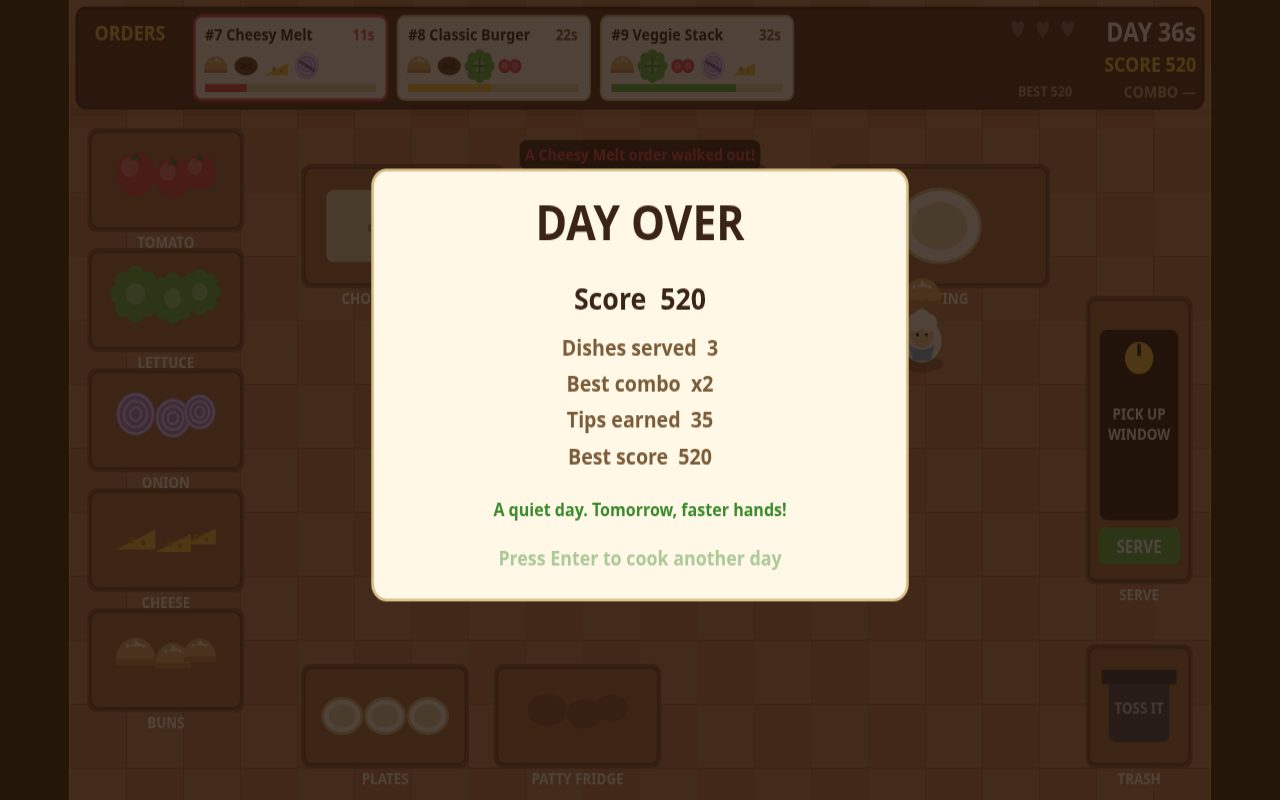 ORDERS
#7 Cheesy Melt 11s
#8 Classic Burger 22s
#9 Veggie Stack 32s
DAY 36s
SCORE 520
BEST 520 COMBO —
A Cheesy Melt order walked out!
TOMATO
LETTUCE
ONION
CHEESE
BUNS
CHO
ING
DAY OVER
Score 520
Dishes served 3
Best combo x2
Tips earned 35
Best score 520
A quiet day. Tomorrow, faster hands!
Press Enter to cook another day
PICK UP
WINDOW
SERVE
SERVE
PLATES
PATTY FRIDGE
TOSS IT
TRASH